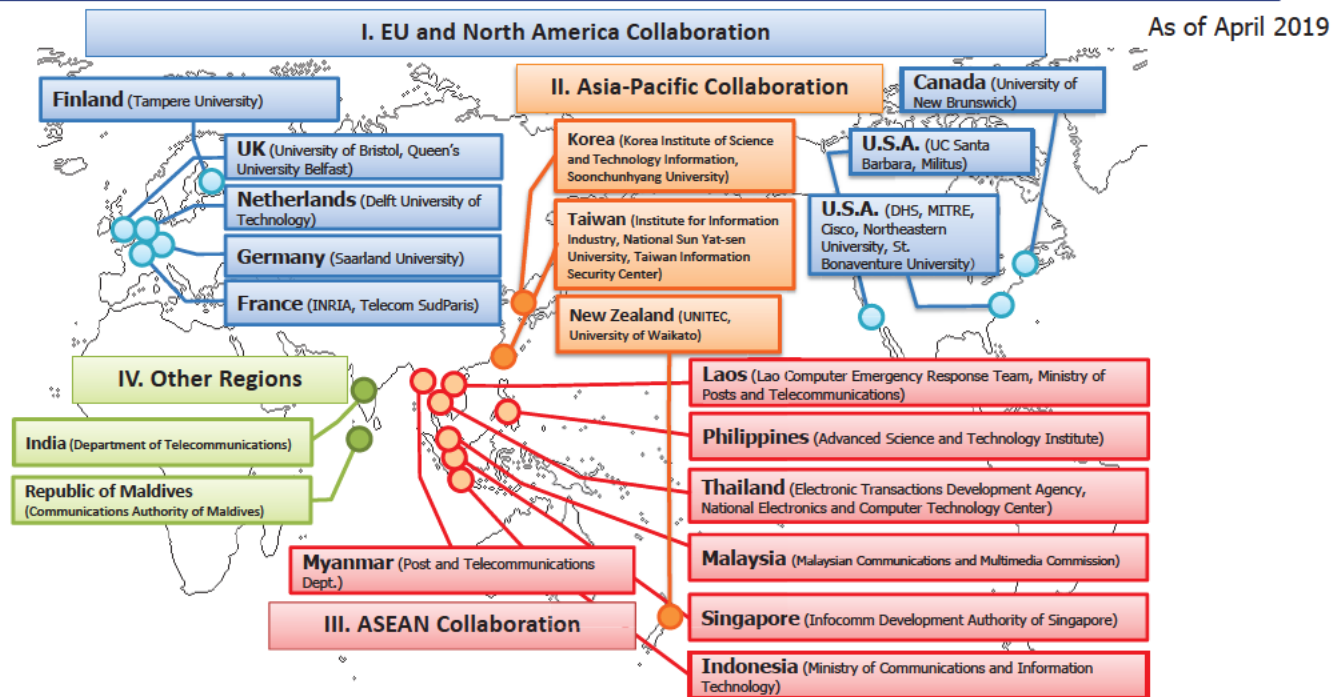 I. EU and North America Collaboration
As of April 2019
Finland (Tampere University)
UK (University of Bristol, Queen's
University Belfast)
Netherlands (Delft University of
Technology)
Germany (Saarland University)
France (INRIA, Telecom SudParis)
II. Asia-Pacific Collaboration
Korea (Korea Institute of Science
and Technology Information,
Soonchunhyang University)
Taiwan (Institute for Information
Industry, National Sun Yat-sen
University, Taiwan Information
Security Center)
New Zealand (UNITEC,
University of Waikato)
Canada (University of
New Brunswick)
U.S.A. (UC Santa
Barbara, Militus)
U.S.A. (DHS, MITRE,
Cisco, Northeastern
University, St.
Bonaventure University)
IV. Other Regions
India (Department of Telecommunications)
Republic of Maldives
(Communications Authority of Maldives)
Laos (Lao Computer Emergency Response Team, Ministry of
Posts and Telecommunications)
Philippines (Advanced Science and Technology Institute)
Thailand (Electronic Transactions Development Agency,
National Electronics and Computer Technology Center)
Malaysia (Malaysian Communications and Multimedia Commission)
Singapore (Infocomm Development Authority of Singapore)
Indonesia (Ministry of Communications and Information
Technology)
Myanmar (Post and Telecommunications
Dept.)
III. ASEAN Collaboration